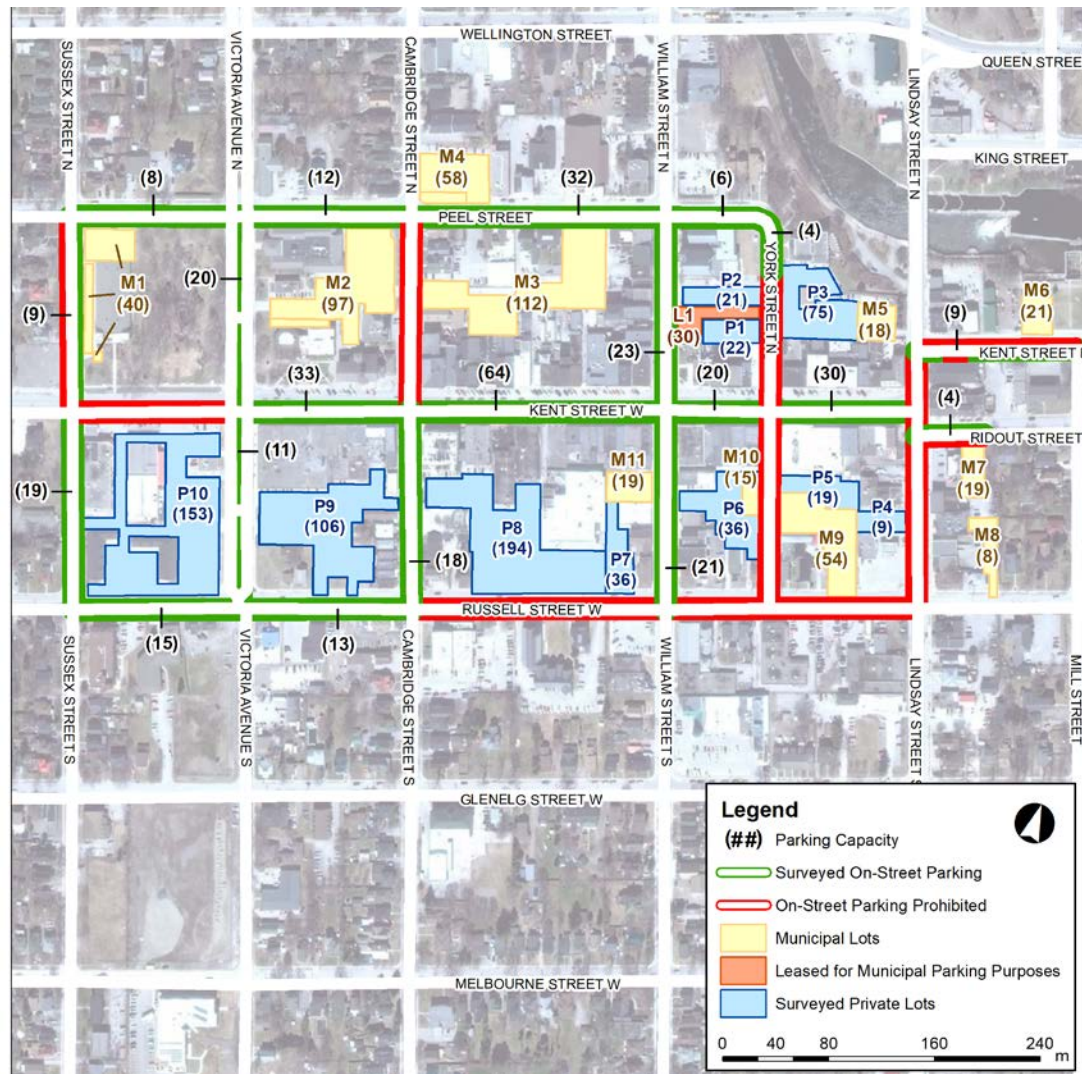 WELLINGTON STREET
QUEEN STREET
KING STREET
SUSSEX STREET N
VICTORIA AVENUE N
CAMBRIDGE STREET N
WILLIAM STREET N
LINDSAY STREET N
M4
(58)
(8)
(12)
(32)
(6)
PEEL STREET
(4)
YORK STREET N
M1
(40)
(20)
M2
(97)
M3
(112)
P2
(21)
P3
(75)
L1
(30)
P1
(22)
M5
(18)
M6
(21)
(9)
(9)
(23)
KENT STREET
(33)
(64)
(20)
(30)
(4)
KENT STREET W
RIDOUT STREET
(11)
(19)
P10
(153)
P9
(106)
P8
(194)
M11
(19)
M10
(15)
P5
(19)
P4
(9)
M7
(19)
P6
(36)
M9
(54)
M8
(8)
P7
(36)
(18)
(21)
RUSSELL STREET W
(15)
(13)
SUSSEX STREET S
VICTORIA AVENUE S
CAMBRIDGE STREET S
WILLIAM STREET S
LINDSAY STREET S
MILL STREET
GLENELG STREET W
MELBOURNE STREET W
Legend
(##) Parking Capacity
Surveyed On-Street Parking
On-Street Parking Prohibited
Municipal Lots
Leased for Municipal Parking Purposes
Surveyed Private Lots
0 40 80 160 240
m